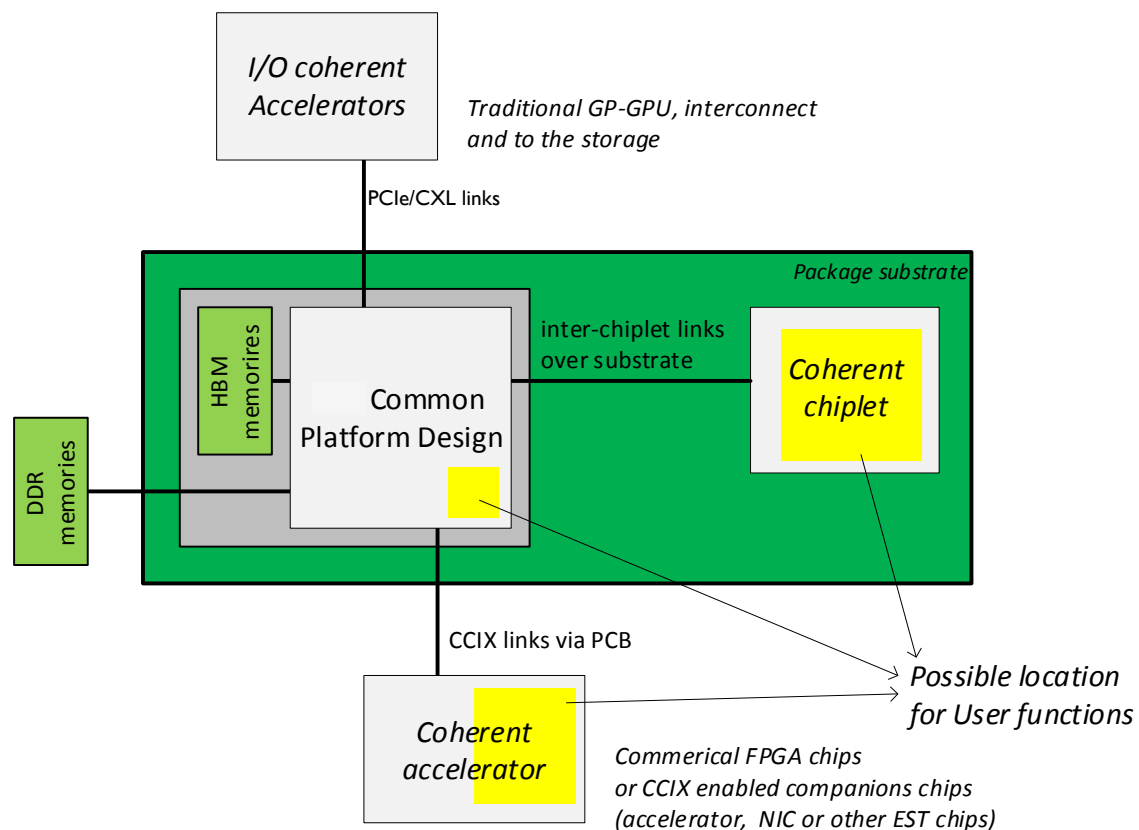 I/O coherent
Accelerators
Traditional GP-GPU, interconnect
and to the storage
PCIe/CXL links
Package substrate
HBM
memorires
Common
Platform Design
inter-chiplet links
over substrate
Coherent
chiplet
DDR
memories
CCIX links via PCB
Coherent
accelerator
Possible location
for User functions
Commerical FPGA chips
or CCIX enabled companions chips
(accelerator, NIC or other EST chips)